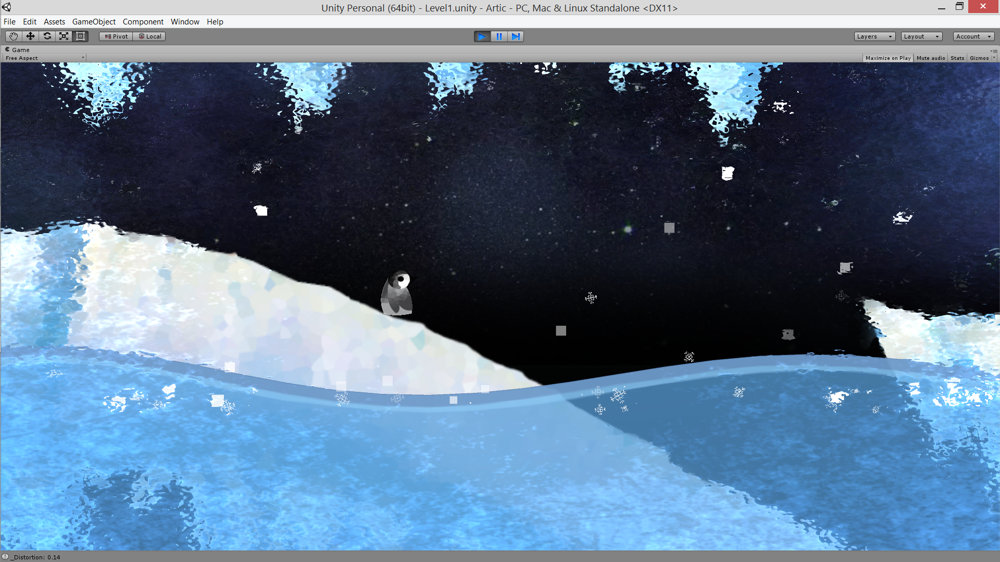 Unity Personal (64bit) - Level1.unity - Artic - PC, Mac & Linux Standalone <DX11>
File Edit Assets GameObject Component Window Help
Pivot Local Layers Layout Account
Game
Free Aspect Maximize on Play Mute audio Stats Gizmos
_Distortion: 0.14